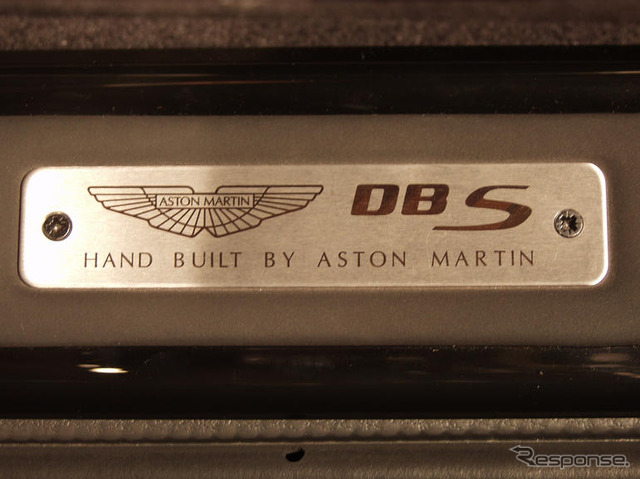 ASTON MARTIN
DBS
HAND BUILT BY ASTON MARTIN
Response.